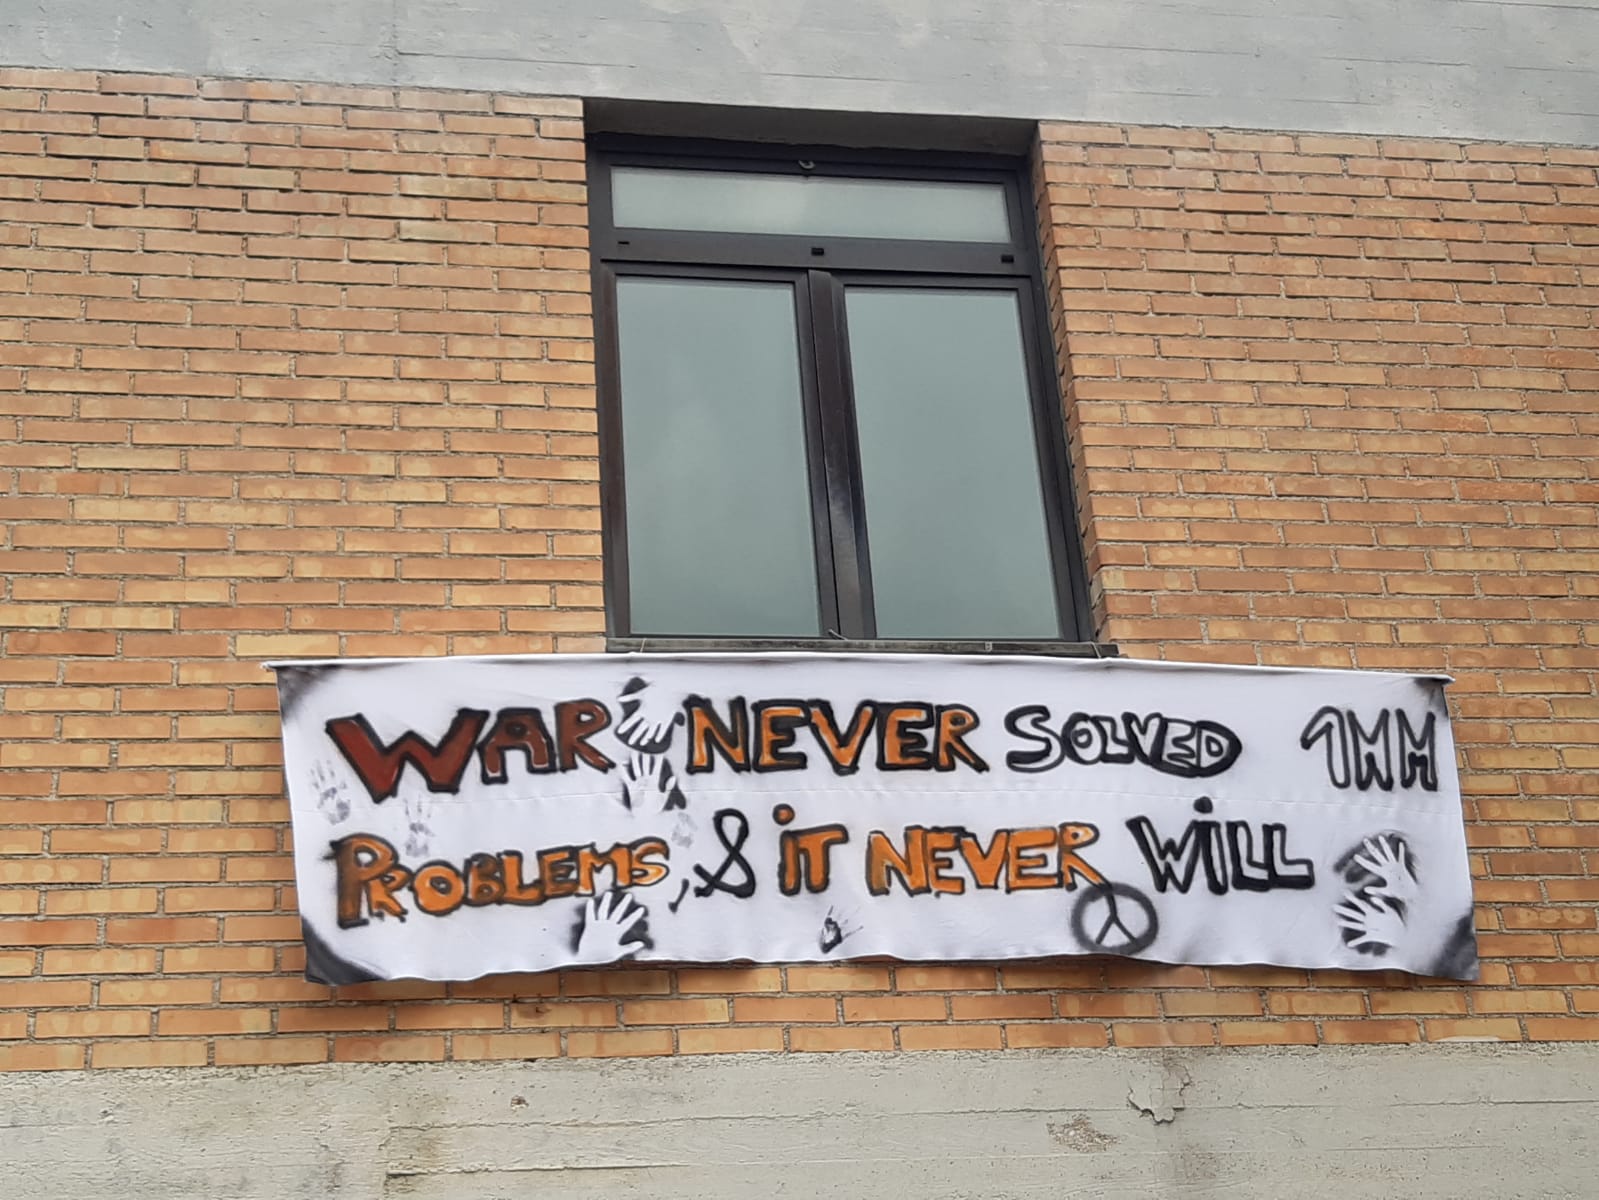 WAR NEVER SOLVED 1MM
PROBLEMS, & iT NEVER WiLL